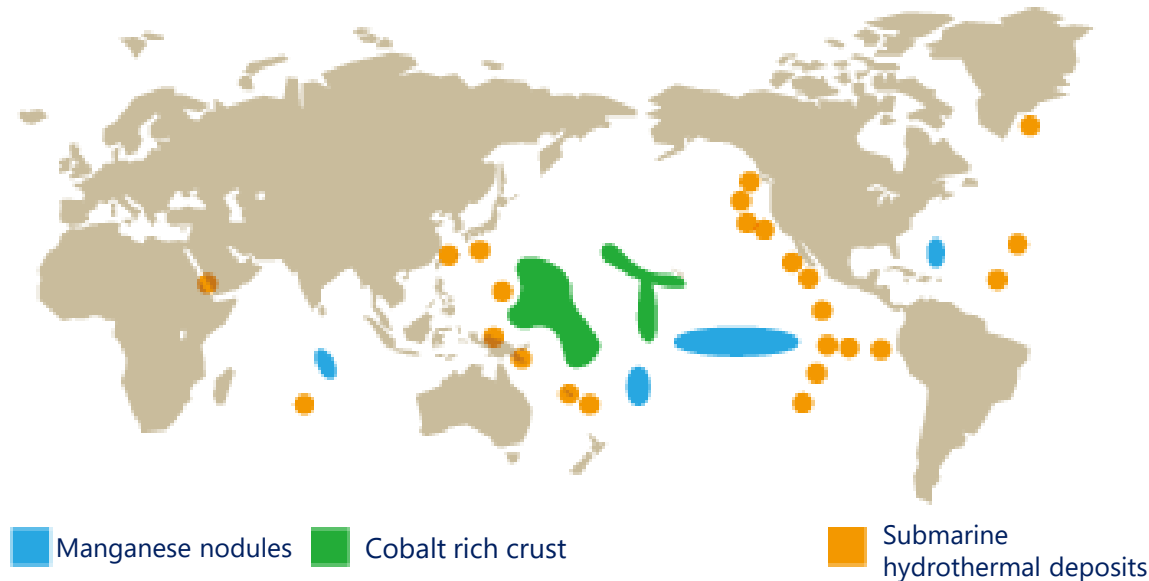 Manganese nodules
Cobalt rich crust
Submarine
hydrothermal deposits